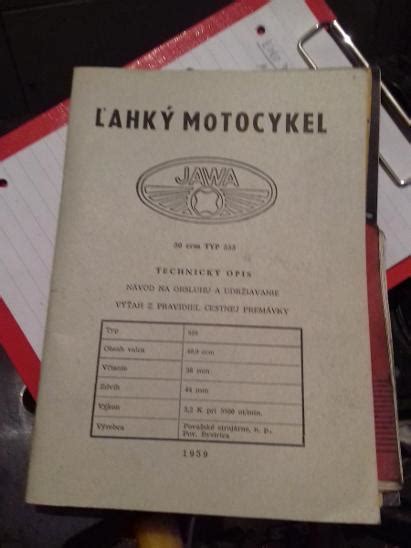 ĽAHKÝ MOTOCYKEL
JAWA
50 ccm TYP 555
TECHNICKÝ OPIS
NÁVOD NA OBSLUHU A UDRŽIAVANIE
VÝŤAH Z PRAVIDIEL CESTNEJ PREMÁVKY
Typ 555
Obsah valca 49,9 ccm
Vŕtanie 38 mm
Zdvih 44 mm
Výkon 2,2 K pri 5500 ot/min.
Výrobca Považské strojárne, n. p.,
Pov. Bystrica
1959